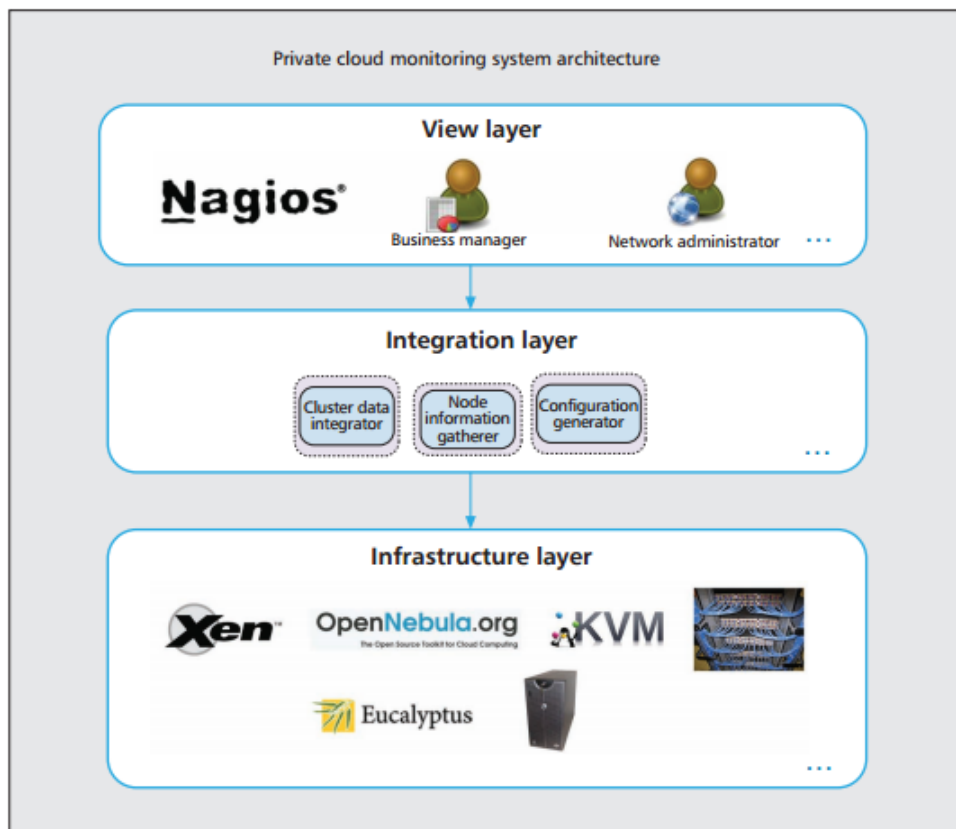 Private cloud monitoring system architecture
View layer
Nagios®
Business manager
Network administrator
...
Integration layer
Cluster data
integrator
Node
information
gatherer
Configuration
generator
...
Infrastructure layer
Xen™
OpenNebula.org
The Open Source Toolkit for Cloud Computing
KVM
Eucalyptus
...